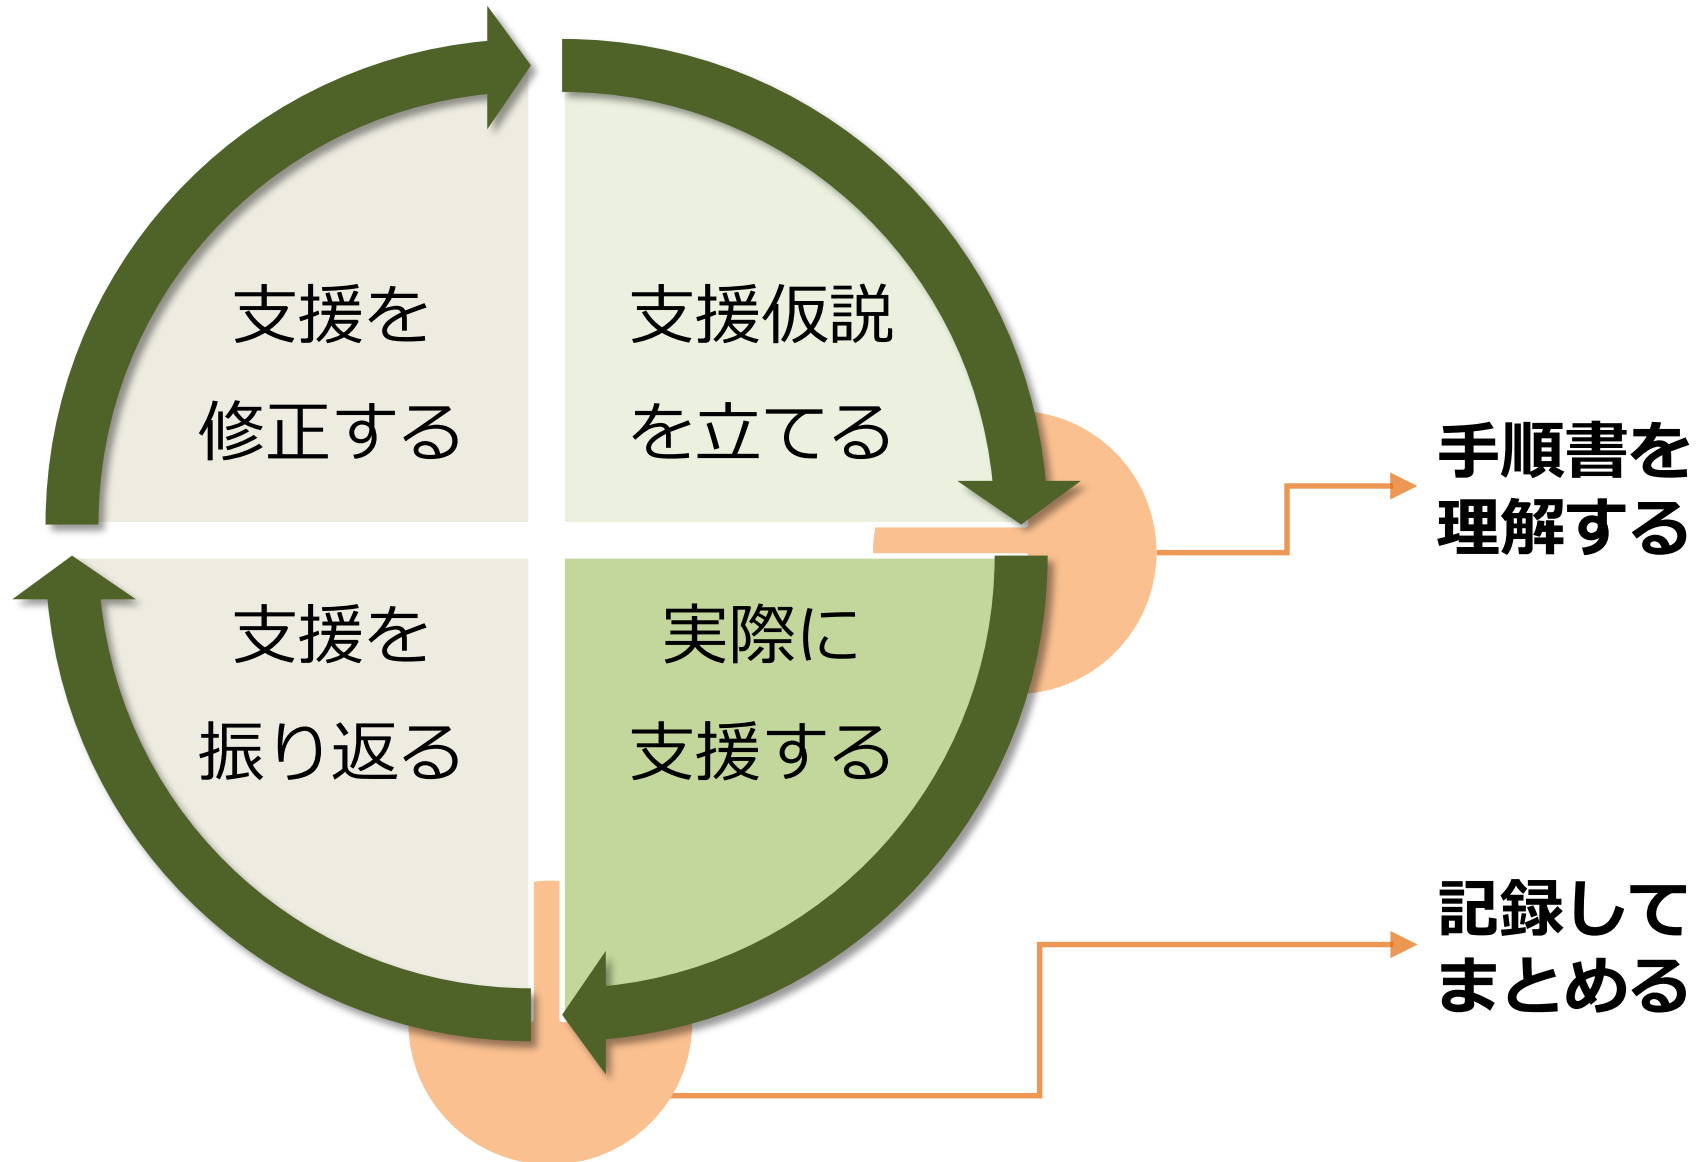 支援を
修正する
支援仮説
を立てる
支援を
振り返る
実際に
支援する
手順書を
理解する
記録して
まとめる